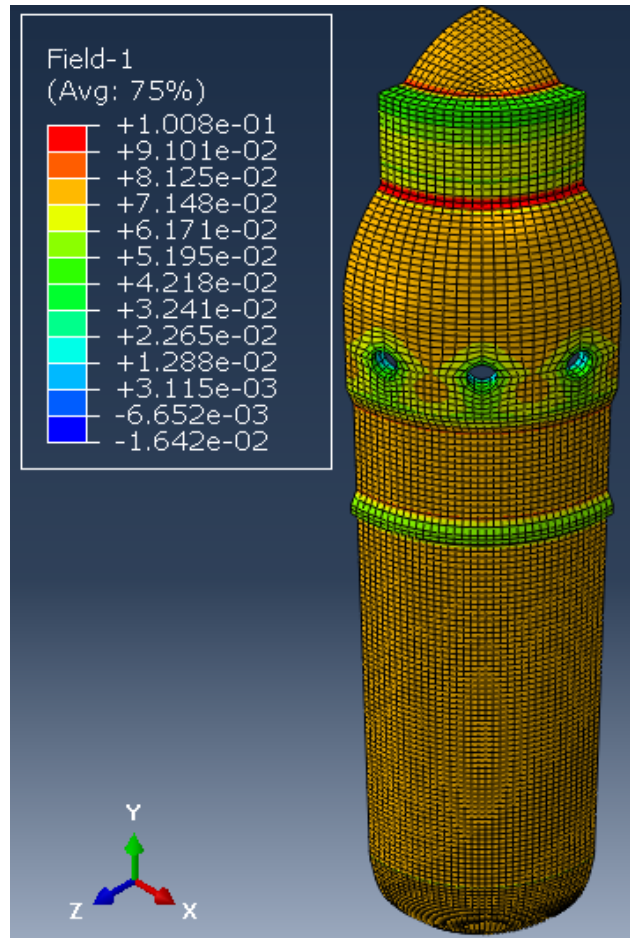 Field-1
(Avg: 75%)
+1.008e-01
+9.101e-02
+8.125e-02
+7.148e-02
+6.171e-02
+5.195e-02
+4.218e-02
+3.241e-02
+2.265e-02
+1.288e-02
+3.115e-03
-6.652e-03
-1.642e-02
Y
Z X